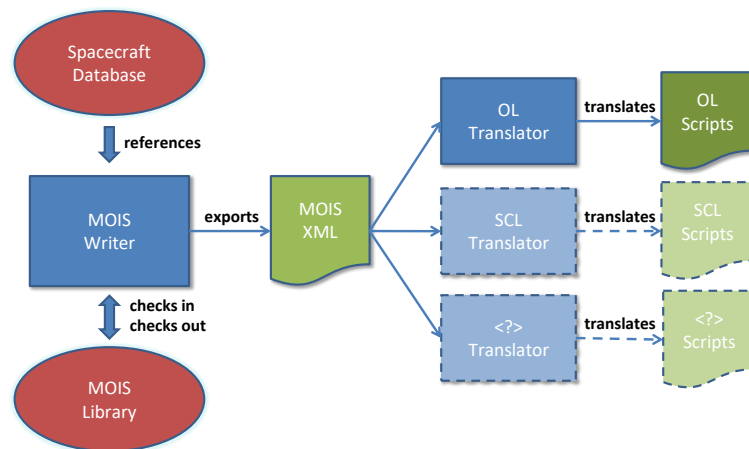 Spacecraft
Database
references
MOIS
Writer
checks in
checks out
MOIS
Library
exports
MOIS
XML
OL
Translator
translates
OL
Scripts
SCL
Translator
translates
SCL
Scripts
<?>
Translator
translates
<?>
Scripts